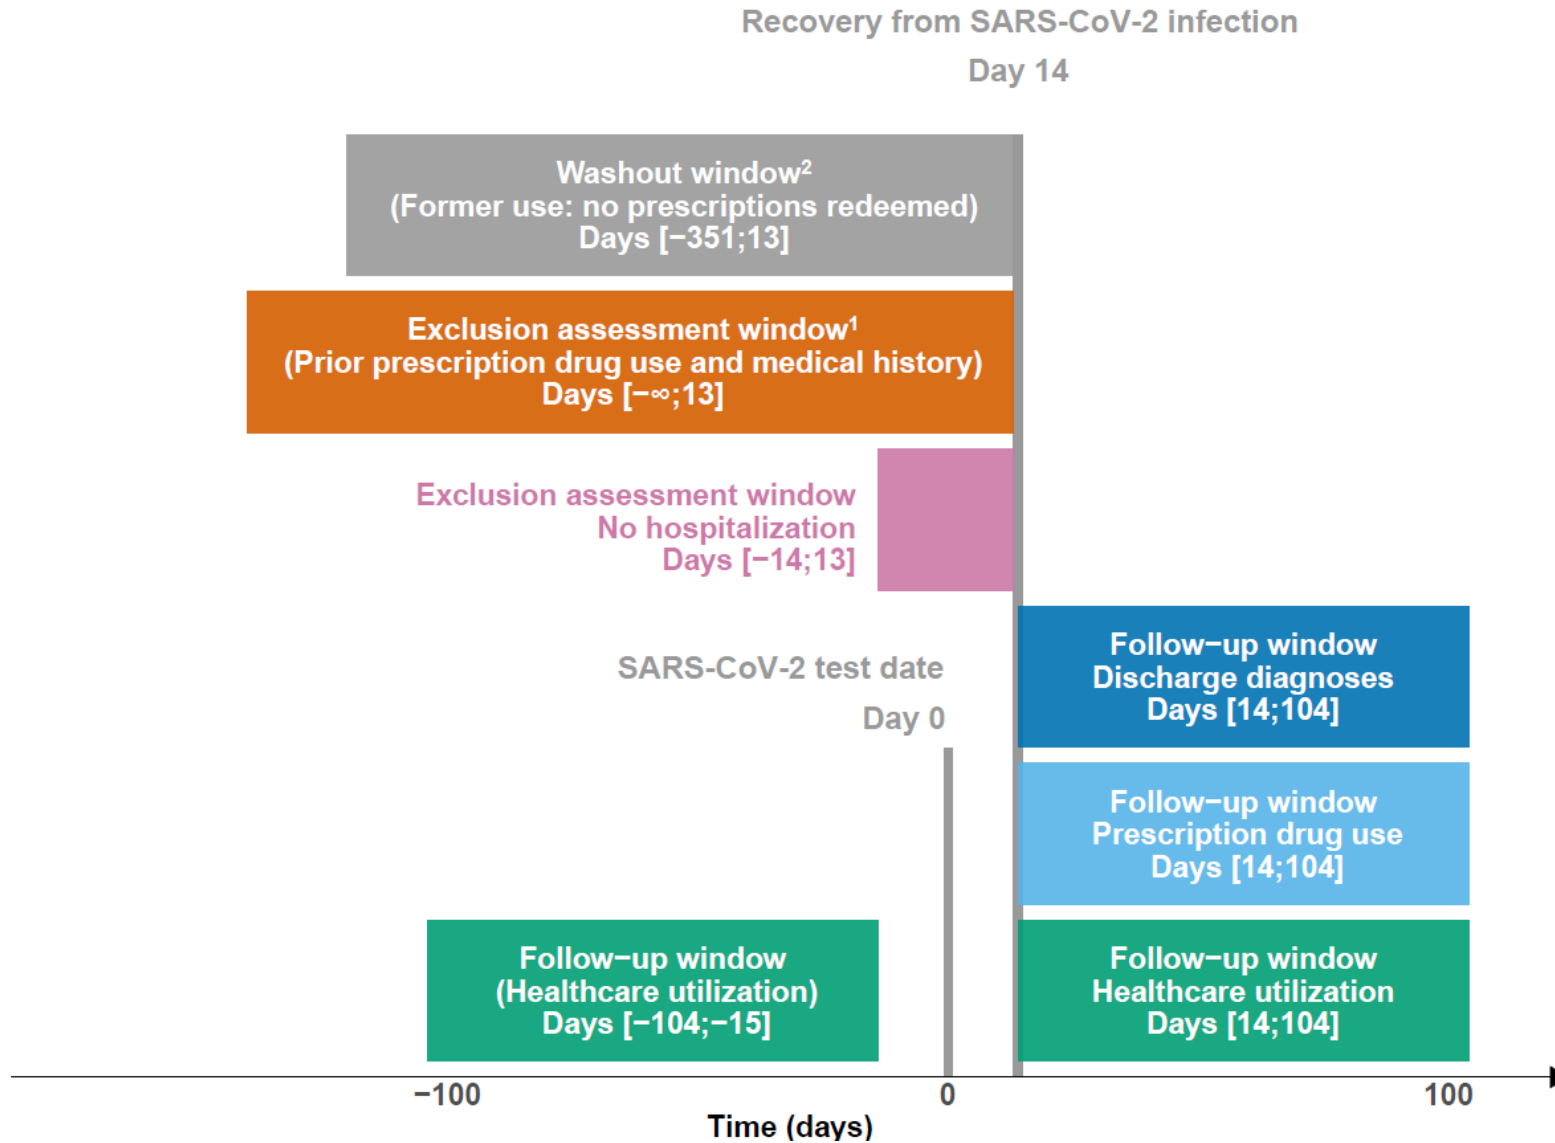 Recovery from SARS-CoV-2 infection
Day 14
Washout window²
(Former use: no prescriptions redeemed)
Days [−351;13]
Exclusion assessment window¹
(Prior prescription drug use and medical history)
Days [−∞;13]
Exclusion assessment window
No hospitalization
Days [−14;13]
SARS-CoV-2 test date
Day 0
Follow−up window
Discharge diagnoses
Days [14;104]
Follow−up window
Prescription drug use
Days [14;104]
Follow−up window
(Healthcare utilization)
Days [−104;−15]
Follow−up window
Healthcare utilization
Days [14;104]
−100
0
100
Time (days)